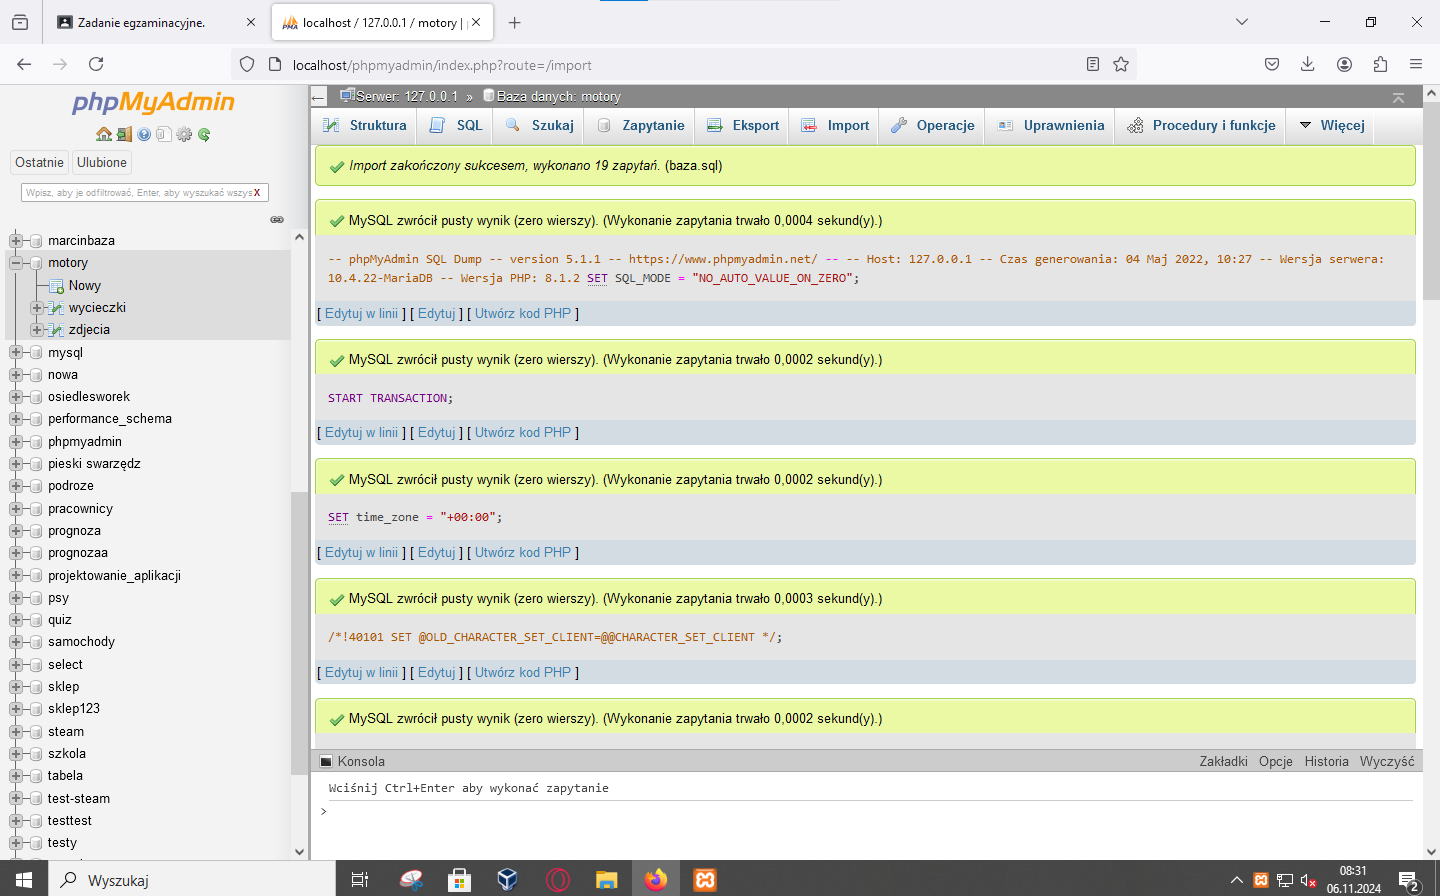 Zadanie egzaminacyjne.
localhost / 127.0.0.1 / motory |
localhost/phpmyadmin/index.php?route=/import
phpMyAdmin
Ostatnie
Ulubione
Wpisz, aby je odfiltrować, Enter, aby wyszukać wszys
X
marcinbaza
motory
Nowy
wycieczki
zdjecia
mysql
nowa
osiedlesworek
performance_schema
phpmyadmin
pieski swarzędz
podroze
pracownicy
prognoza
prognozaa
projektowanie_aplikacji
psy
quiz
samochody
select
sklep
sklep123
steam
szkola
tabela
test-steam
testtest
testy
Serwer: 127.0.0.1 » Baza danych: motory
Struktura
SQL
Szukaj
Zapytanie
Eksport
Import
Operacje
Uprawnienia
Procedury i funkcje
Więcej
Import zakończony sukcesem, wykonano 19 zapytań. (baza.sql)
MySQL zwrócił pusty wynik (zero wierszy). (Wykonanie zapytania trwało 0,0004 sekund(y).)
-- phpMyAdmin SQL Dump -- version 5.1.1 -- https://www.phpmyadmin.net/ -- -- Host: 127.0.0.1 -- Czas generowania: 04 Maj 2022, 10:27 -- Wersja serwera:
10.4.22-MariaDB -- Wersja PHP: 8.1.2 SET SQL_MODE = "NO_AUTO_VALUE_ON_ZERO";
[ Edytuj w linii ] [ Edytuj ] [ Utwórz kod PHP ]
MySQL zwrócił pusty wynik (zero wierszy). (Wykonanie zapytania trwało 0,0002 sekund(y).)
START TRANSACTION;
[ Edytuj w linii ] [ Edytuj ] [ Utwórz kod PHP ]
MySQL zwrócił pusty wynik (zero wierszy). (Wykonanie zapytania trwało 0,0002 sekund(y).)
SET time_zone = "+00:00";
[ Edytuj w linii ] [ Edytuj ] [ Utwórz kod PHP ]
MySQL zwrócił pusty wynik (zero wierszy). (Wykonanie zapytania trwało 0,0003 sekund(y).)
/*!40101 SET @OLD_CHARACTER_SET_CLIENT=@@CHARACTER_SET_CLIENT */;
[ Edytuj w linii ] [ Edytuj ] [ Utwórz kod PHP ]
MySQL zwrócił pusty wynik (zero wierszy). (Wykonanie zapytania trwało 0,0002 sekund(y).)
Konsola
Zakładki
Opcje
Historia
Wyczyść
Wciśnij Ctrl+Enter aby wykonać zapytanie
>
Wyszukaj
08:31
06.11.2024
2